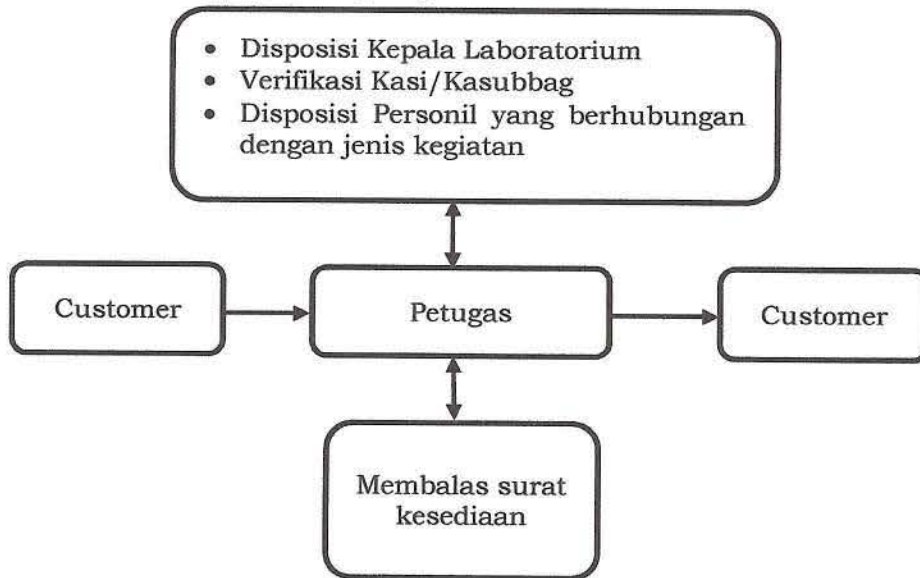 • Disposisi Kepala Laboratorium
• Verifikasi Kasi/Kasubbag
• Disposisi Personil yang berhubungan
dengan jenis kegiatan
Customer
Petugas
Customer
Membalas surat
kesediaan